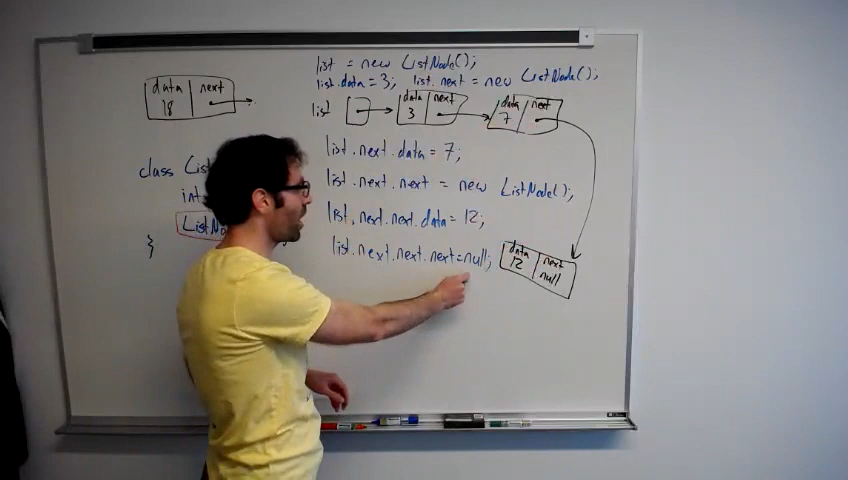 list = new ListNode();
list.data = 3; list.next = new ListNode();
data next
18
list
data next
3
data next
7
list.next.data = 7;
class List
list.next.next = new ListNode();
int
list.next.next.data = 12;
ListNo
list.next.next.next=null;
}
data next
12 null